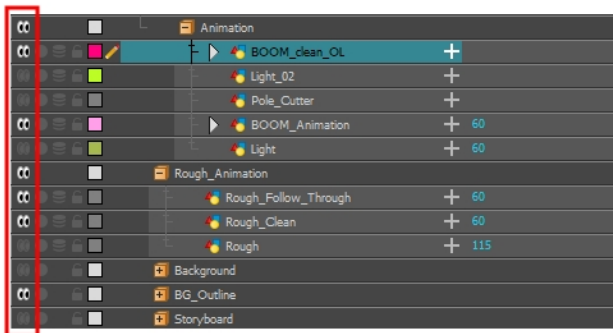 Animation
BOOM_clean_OL
Light_02
Pole_Cutter
BOOM_Animation 60
Light 60
Rough_Animation
Rough_Follow_Through 60
Rough_Clean 60
Rough 115
Background
BG_Outline
Storyboard